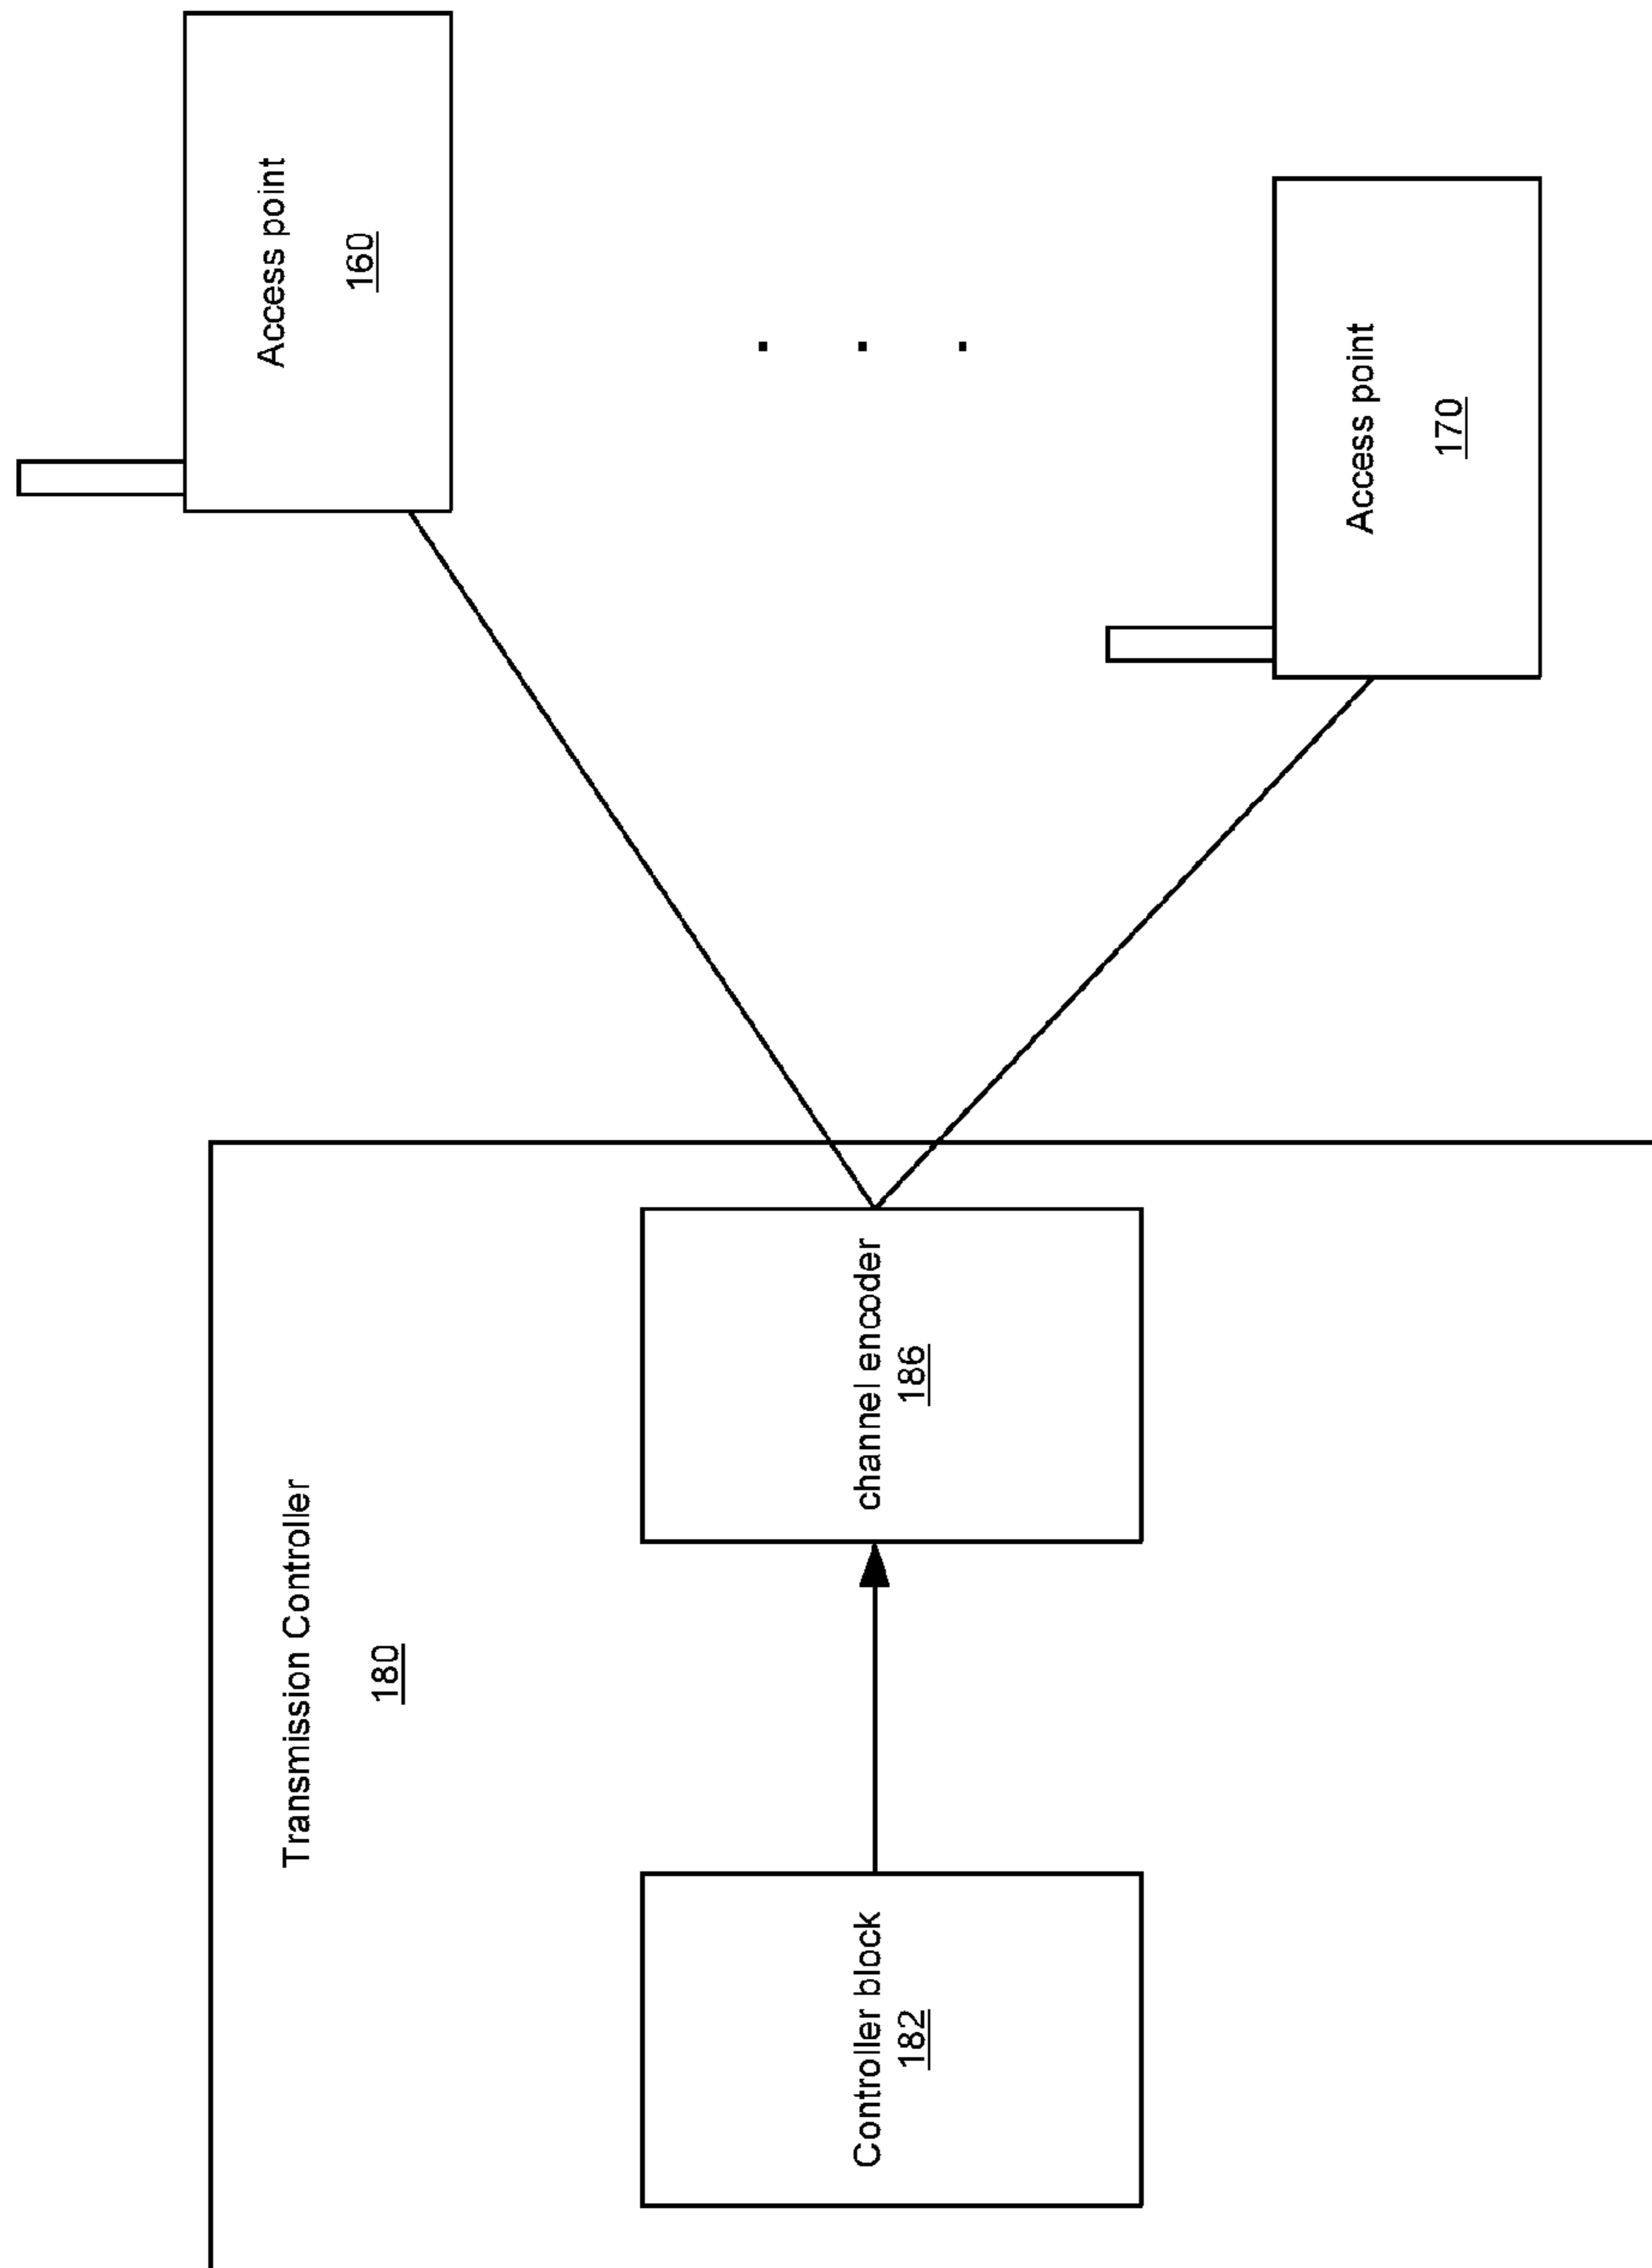 Transmission Controller
180
Controller block
182
channel encoder
186
Access point
160
. . .
Access point
170